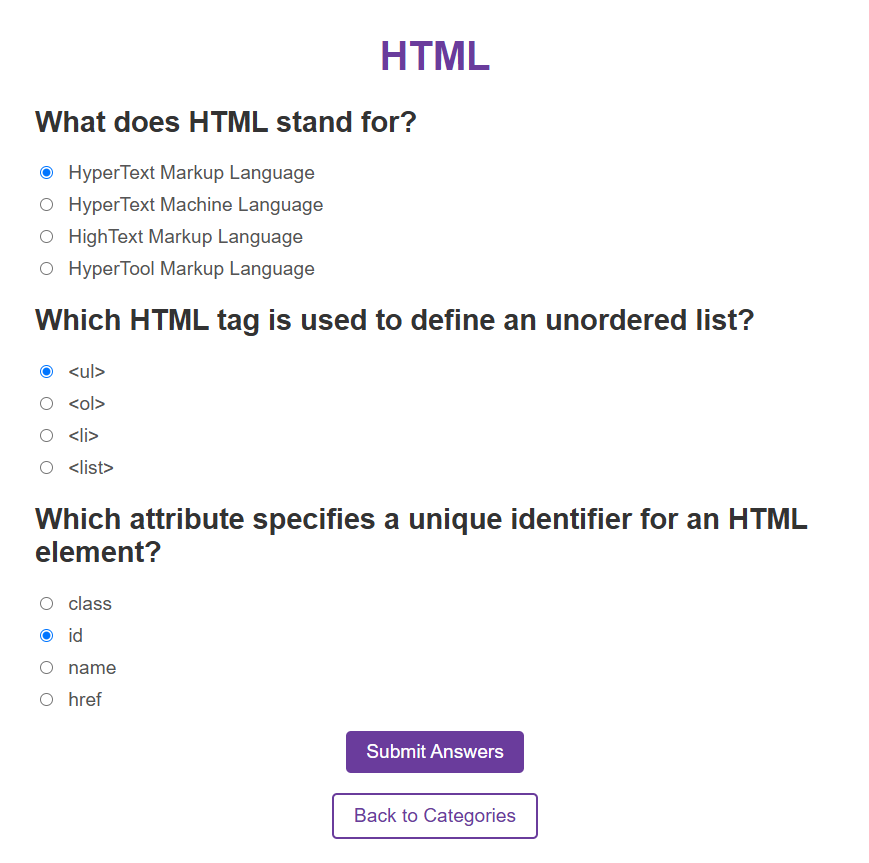 HTML
What does HTML stand for?
HyperText Markup Language
HyperText Machine Language
HighText Markup Language
HyperTool Markup Language
Which HTML tag is used to define an unordered list?
<ul>
<ol>
<li>
<list>
Which attribute specifies a unique identifier for an HTML
element?
class
id
name
href
Submit Answers
Back to Categories